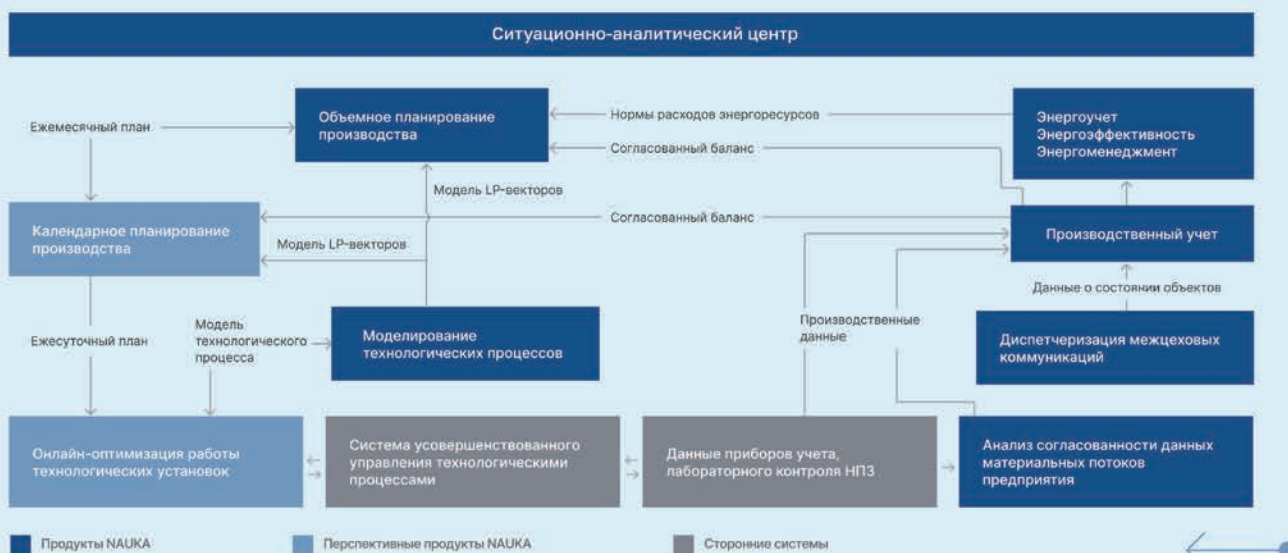 Ситуационно-аналитический центр
Объемное планирование
производства
Нормы расходов энергоресурсов
Энергоучет
Энергоэффективность
Энергоменеджмент
Ежемесячный план
Согласованный баланс
Модель LP-векторов
Календарное планирование
производства
Согласованный баланс
Производственный учет
Модель LP-векторов
Данные о состоянии объектов
Ежесуточный план
Модель
технологического
процесса
Моделирование
технологических процессов
Производственные
данные
Диспетчеризация межцеховых
коммуникаций
Онлайн-оптимизация работы
технологических установок
Система усовершенствованного
управления технологическими
процессами
Данные приборов учета,
лабораторного контроля НПЗ
Анализ согласованности данных
материальных потоков
предприятия
Продукты NAUKA
Перспективные продукты NAUKA
Сторонние системы